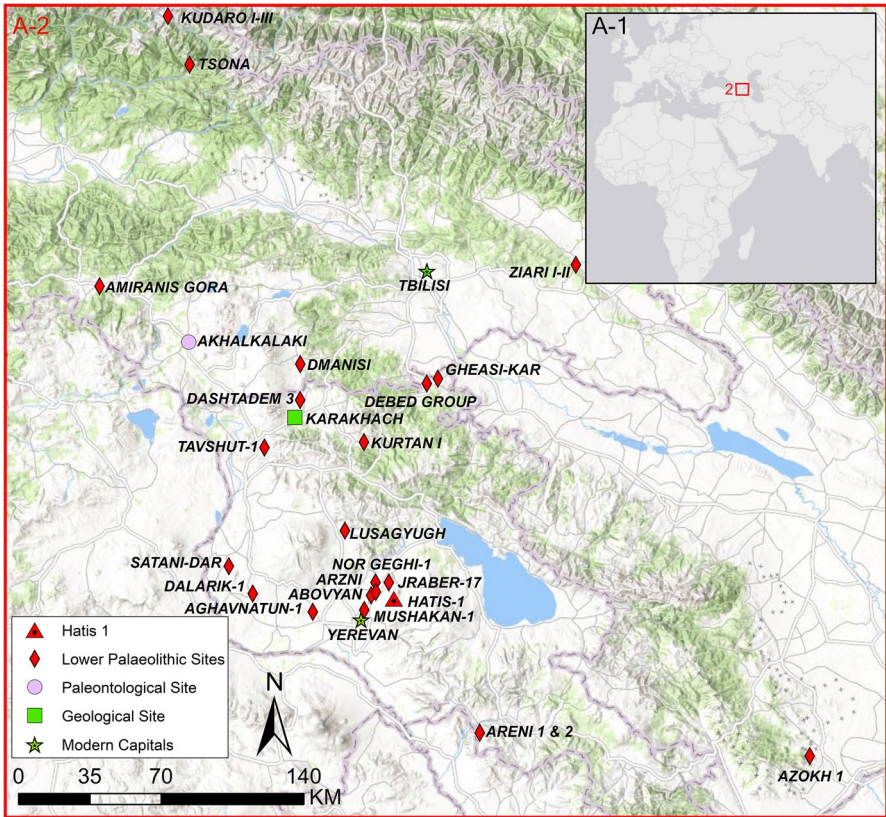 A-2
KUDARO I-III
A-1
TSONA
2
ZIARI I-II
TBILISI
AMIRANIS GORA
AKHALKALAKI
DMANISI
GHEASI-KAR
DEBED GROUP
DASHTADEM 3
KARAKHACH
TAVSHUT-1
KURTAN I
LUSAGYUGH
SATANI-DAR
NOR GEGHI-1
ARZNI
JRABER-17
DALARIK-1
ABOVYAN
HATIS-1
AGHAVNATUN-1
MUSHAKAN-1
YEREVAN
Hatis 1
Lower Palaeolithic Sites
Paleontological Site
Geological Site
Modern Capitals
N
ARENI 1 & 2
AZOKH 1
0 35 70 140
KM